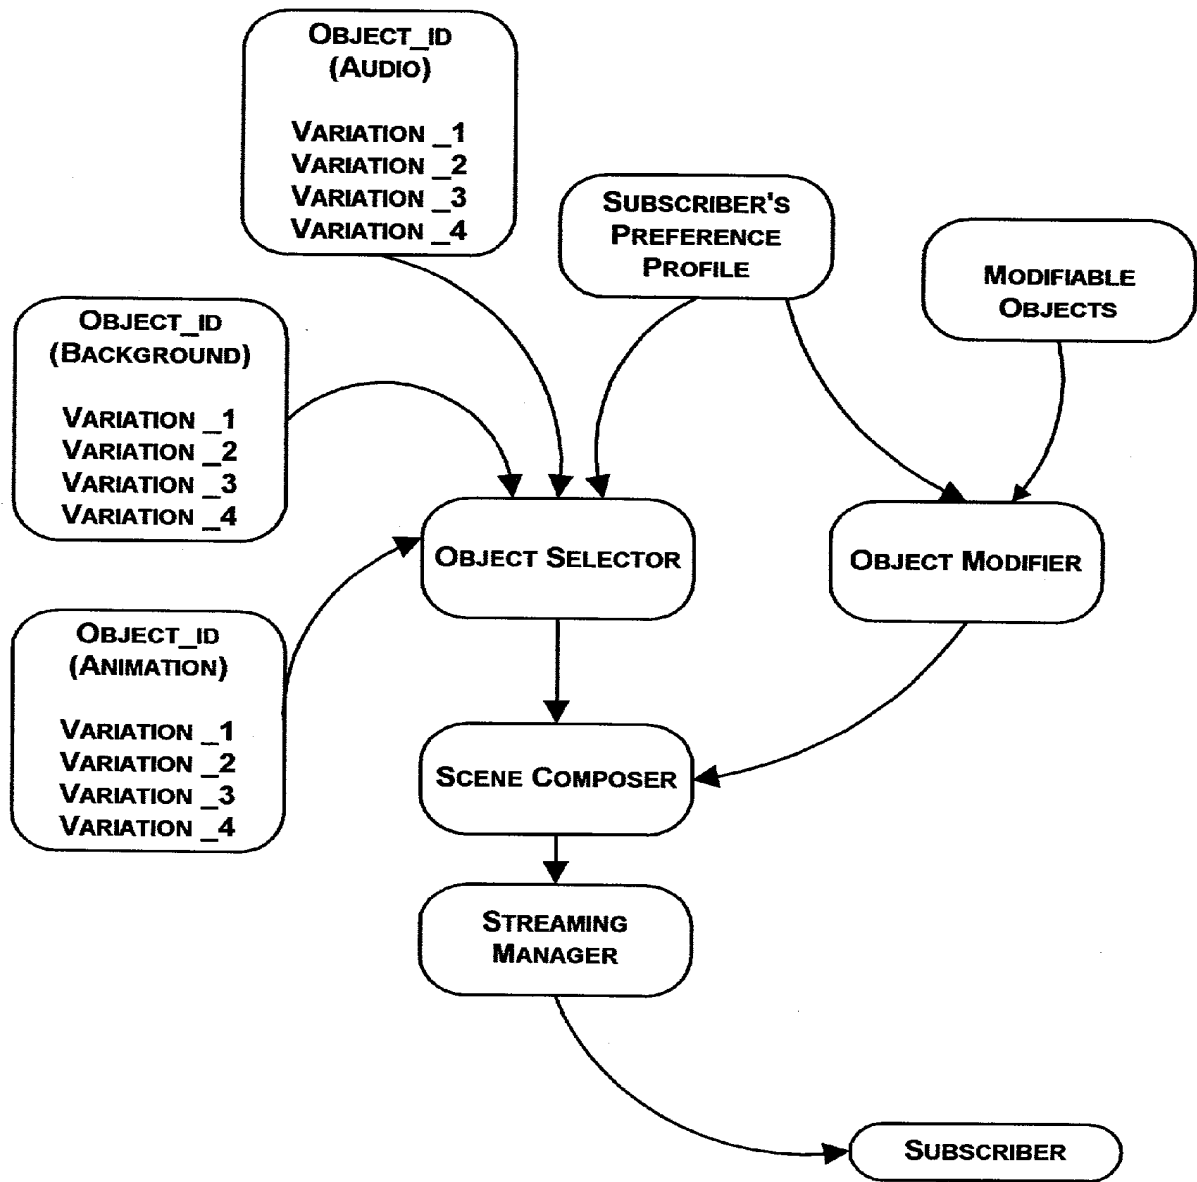 OBJECT_ID
(AUDIO)
VARIATION _1
VARIATION _2
VARIATION _3
VARIATION _4
SUBSCRIBER'S
PREFERENCE
PROFILE
MODIFIABLE
OBJECTS
OBJECT_ID
(BACKGROUND)
VARIATION _1
VARIATION _2
VARIATION _3
VARIATION _4
OBJECT SELECTOR
OBJECT MODIFIER
OBJECT_ID
(ANIMATION)
VARIATION _1
VARIATION _2
VARIATION _3
VARIATION _4
SCENE COMPOSER
STREAMING
MANAGER
SUBSCRIBER